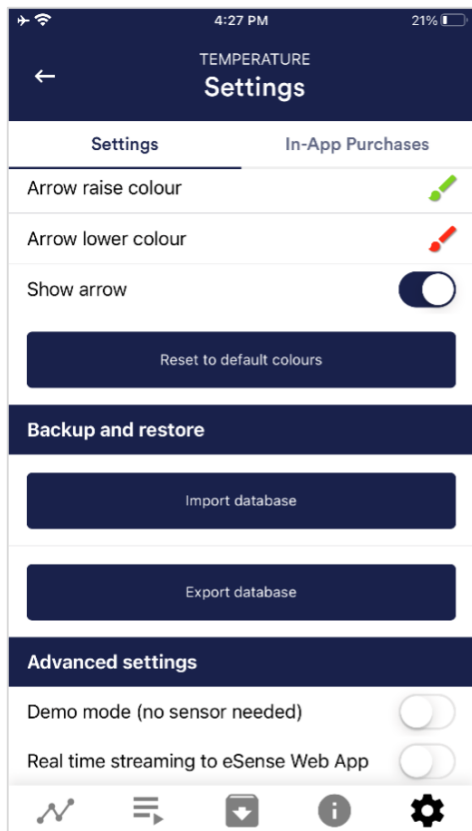 4:27 PM
21%
TEMPERATURE
Settings
Settings
In-App Purchases
Arrow raise colour
Arrow lower colour
Show arrow
Reset to default colours
Backup and restore
Import database
Export database
Advanced settings
Demo mode (no sensor needed)
Real time streaming to eSense Web App